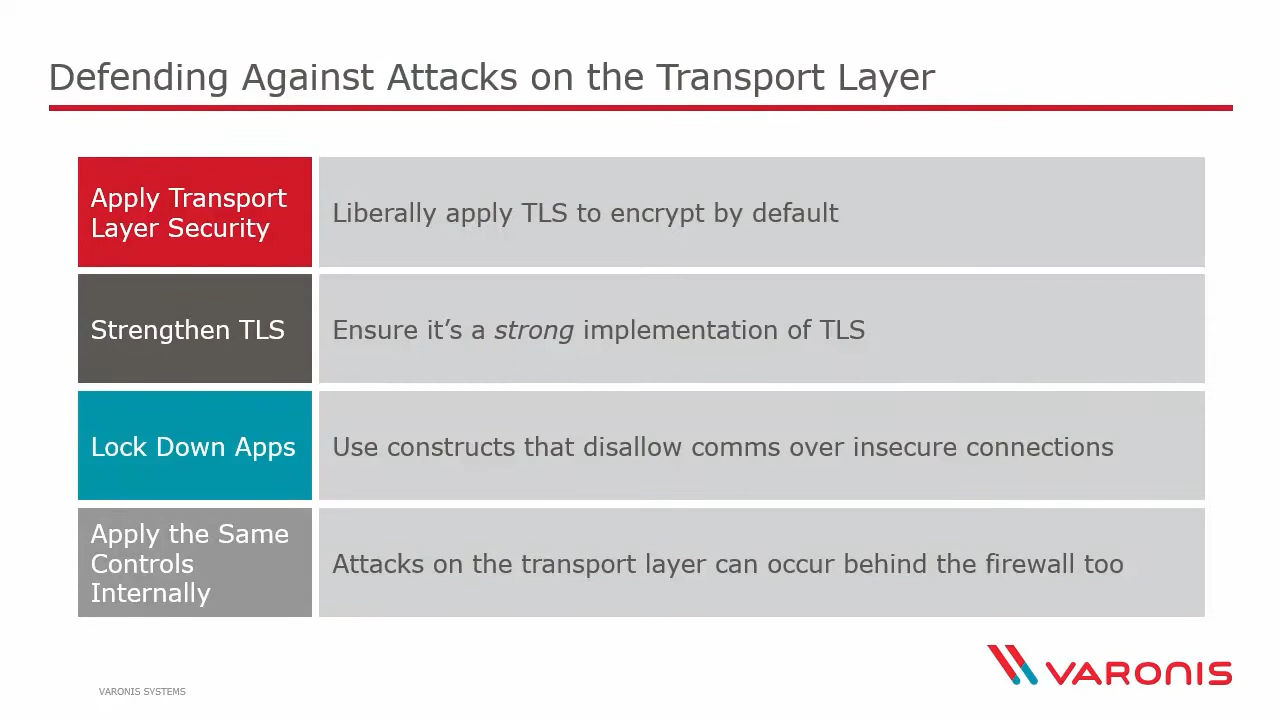 Defending Against Attacks on the Transport Layer
Apply Transport
Layer Security
Liberally apply TLS to encrypt by default
Strengthen TLS
Ensure it’s a strong implementation of TLS
Lock Down Apps
Use constructs that disallow comms over insecure connections
Apply the Same
Controls
Internally
Attacks on the transport layer can occur behind the firewall too
VARONIS SYSTEMS
VARONIS